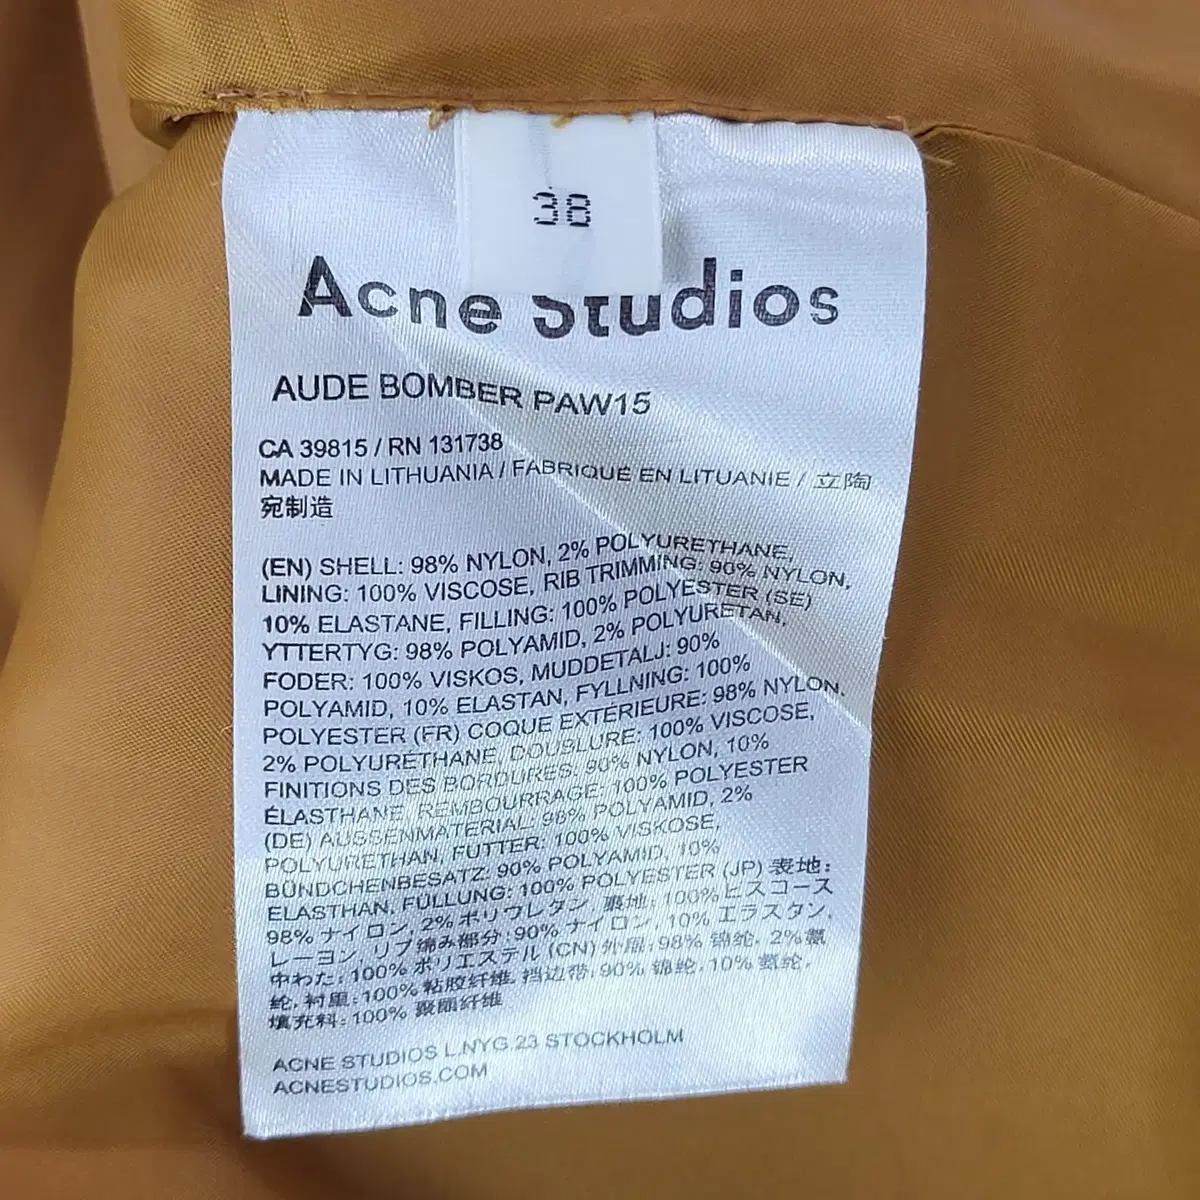 38
Acne Studios
AUDE BOMBER PAW15
CA 39815 / RN 131738
MADE IN LITHUANIA / FABRIQUÉ EN LITUANIE / 立陶
宛制造
(EN) SHELL: 98% NYLON, 2% POLYURETHANE,
LINING: 100% VISCOSE, RIB TRIMMING: 90% NYLON,
10% ELASTANE, FILLING: 100% POLYESTER (SE)
YTTERTYG: 98% POLYAMID, 2% POLYURETAN,
FODER: 100% VISKOS, MUDDETALJ: 90%
POLYAMID, 10% ELASTAN, FYLLNING: 100%
POLYESTER (FR) COQUE EXTÉRIEURE: 98% NYLON.
2% POLYURÉTHANE, DOUBLURE: 100% VISCOSE,
FINITIONS DES BORDURES: 90% NYLON, 10%
ÉLASTHANE, REMBOURRAGE: 100% POLYESTER
(DE) AUSSENMATERIAL: 98% POLYAMID, 2%
POLYURETHAN, FUTTER: 100% VISKOSE,
BÜNDCHENBESATZ: 90% POLYAMID, 10%
ELASTHAN, FÜLLUNG: 100% POLYESTER (JP) 表地:
98% ナイロン, 2% ポリウレタン, 裏地: 100% ビスコース
レーヨン, リブ編み部分: 90% ナイロン, 10% エラスタン,
中わた: 100% ポリエステル (CN) 外层: 98% 锦纶, 2% 氨
纶, 衬里: 100% 粘胶纤维, 挡边带: 90% 锦纶, 10% 氨纶,
填充料: 100% 聚酯纤维
ACNE STUDIOS L.NYG.23 STOCKHOLM
ACNESTUDIOS.COM